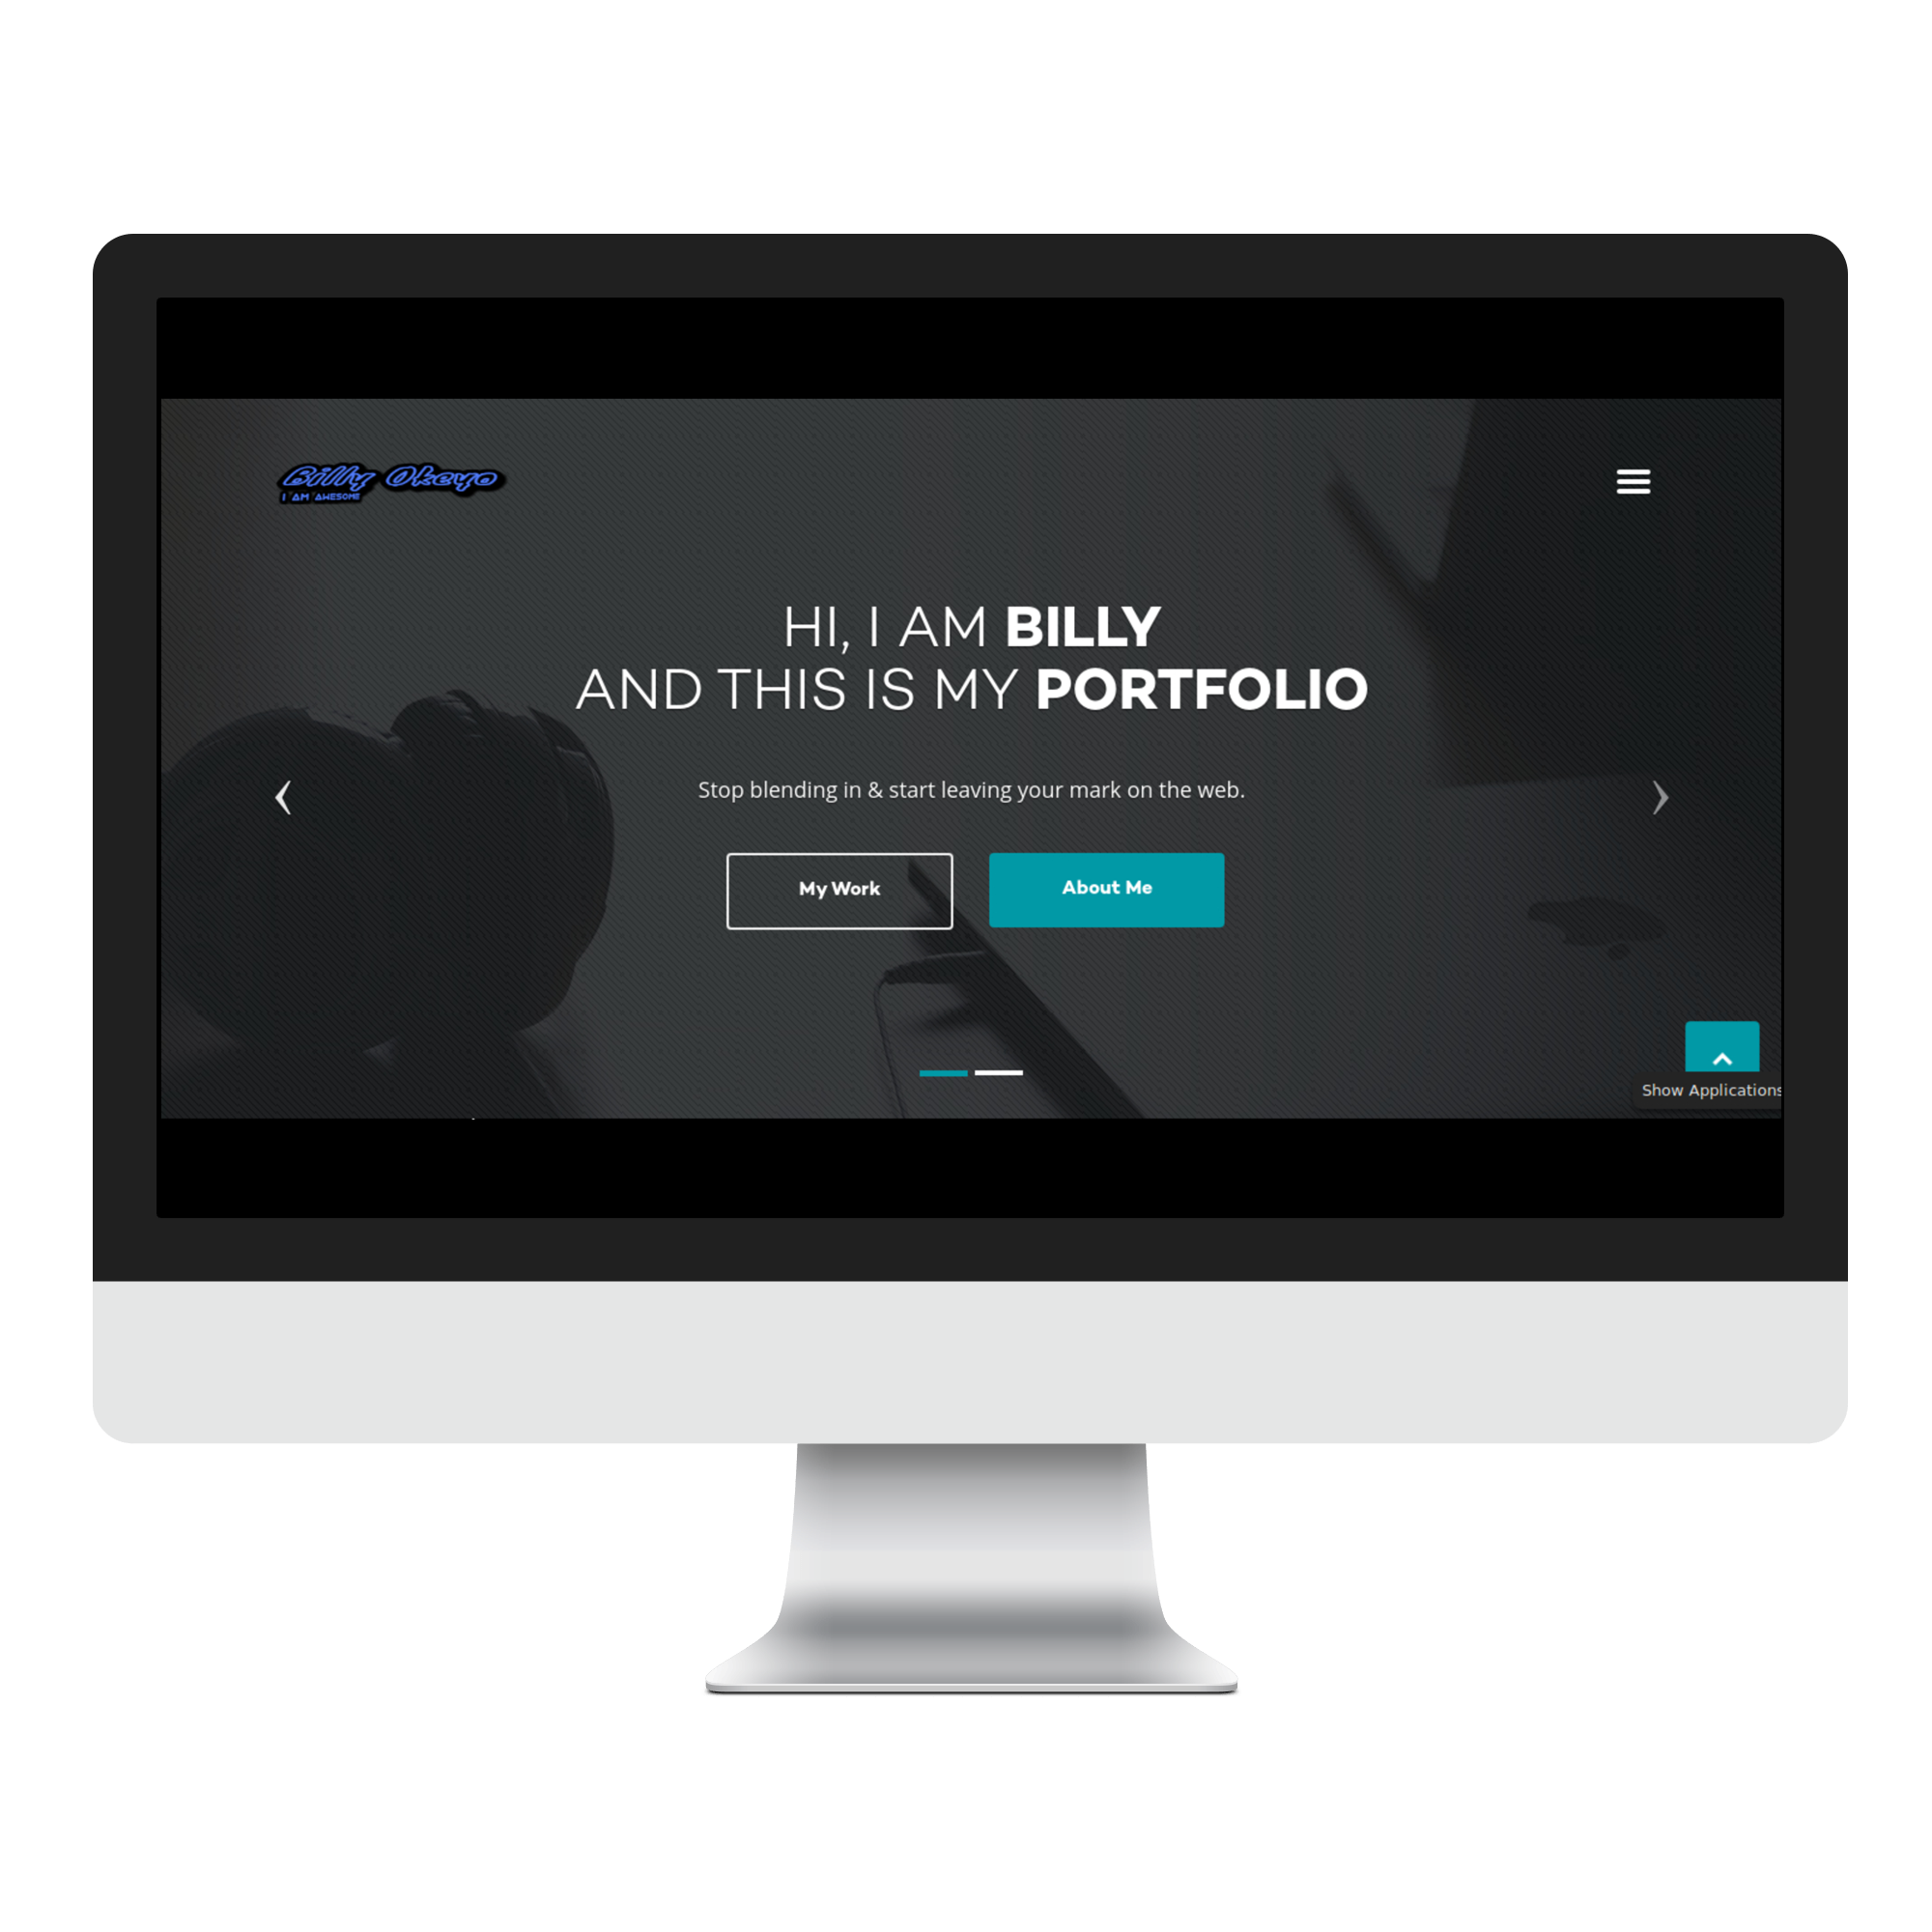 Billy Okeyo
I AM AWESOME
HI, I AM BILLY
AND THIS IS MY PORTFOLIO
Stop blending in & start leaving your mark on the web.
My Work
About Me
Show Applications